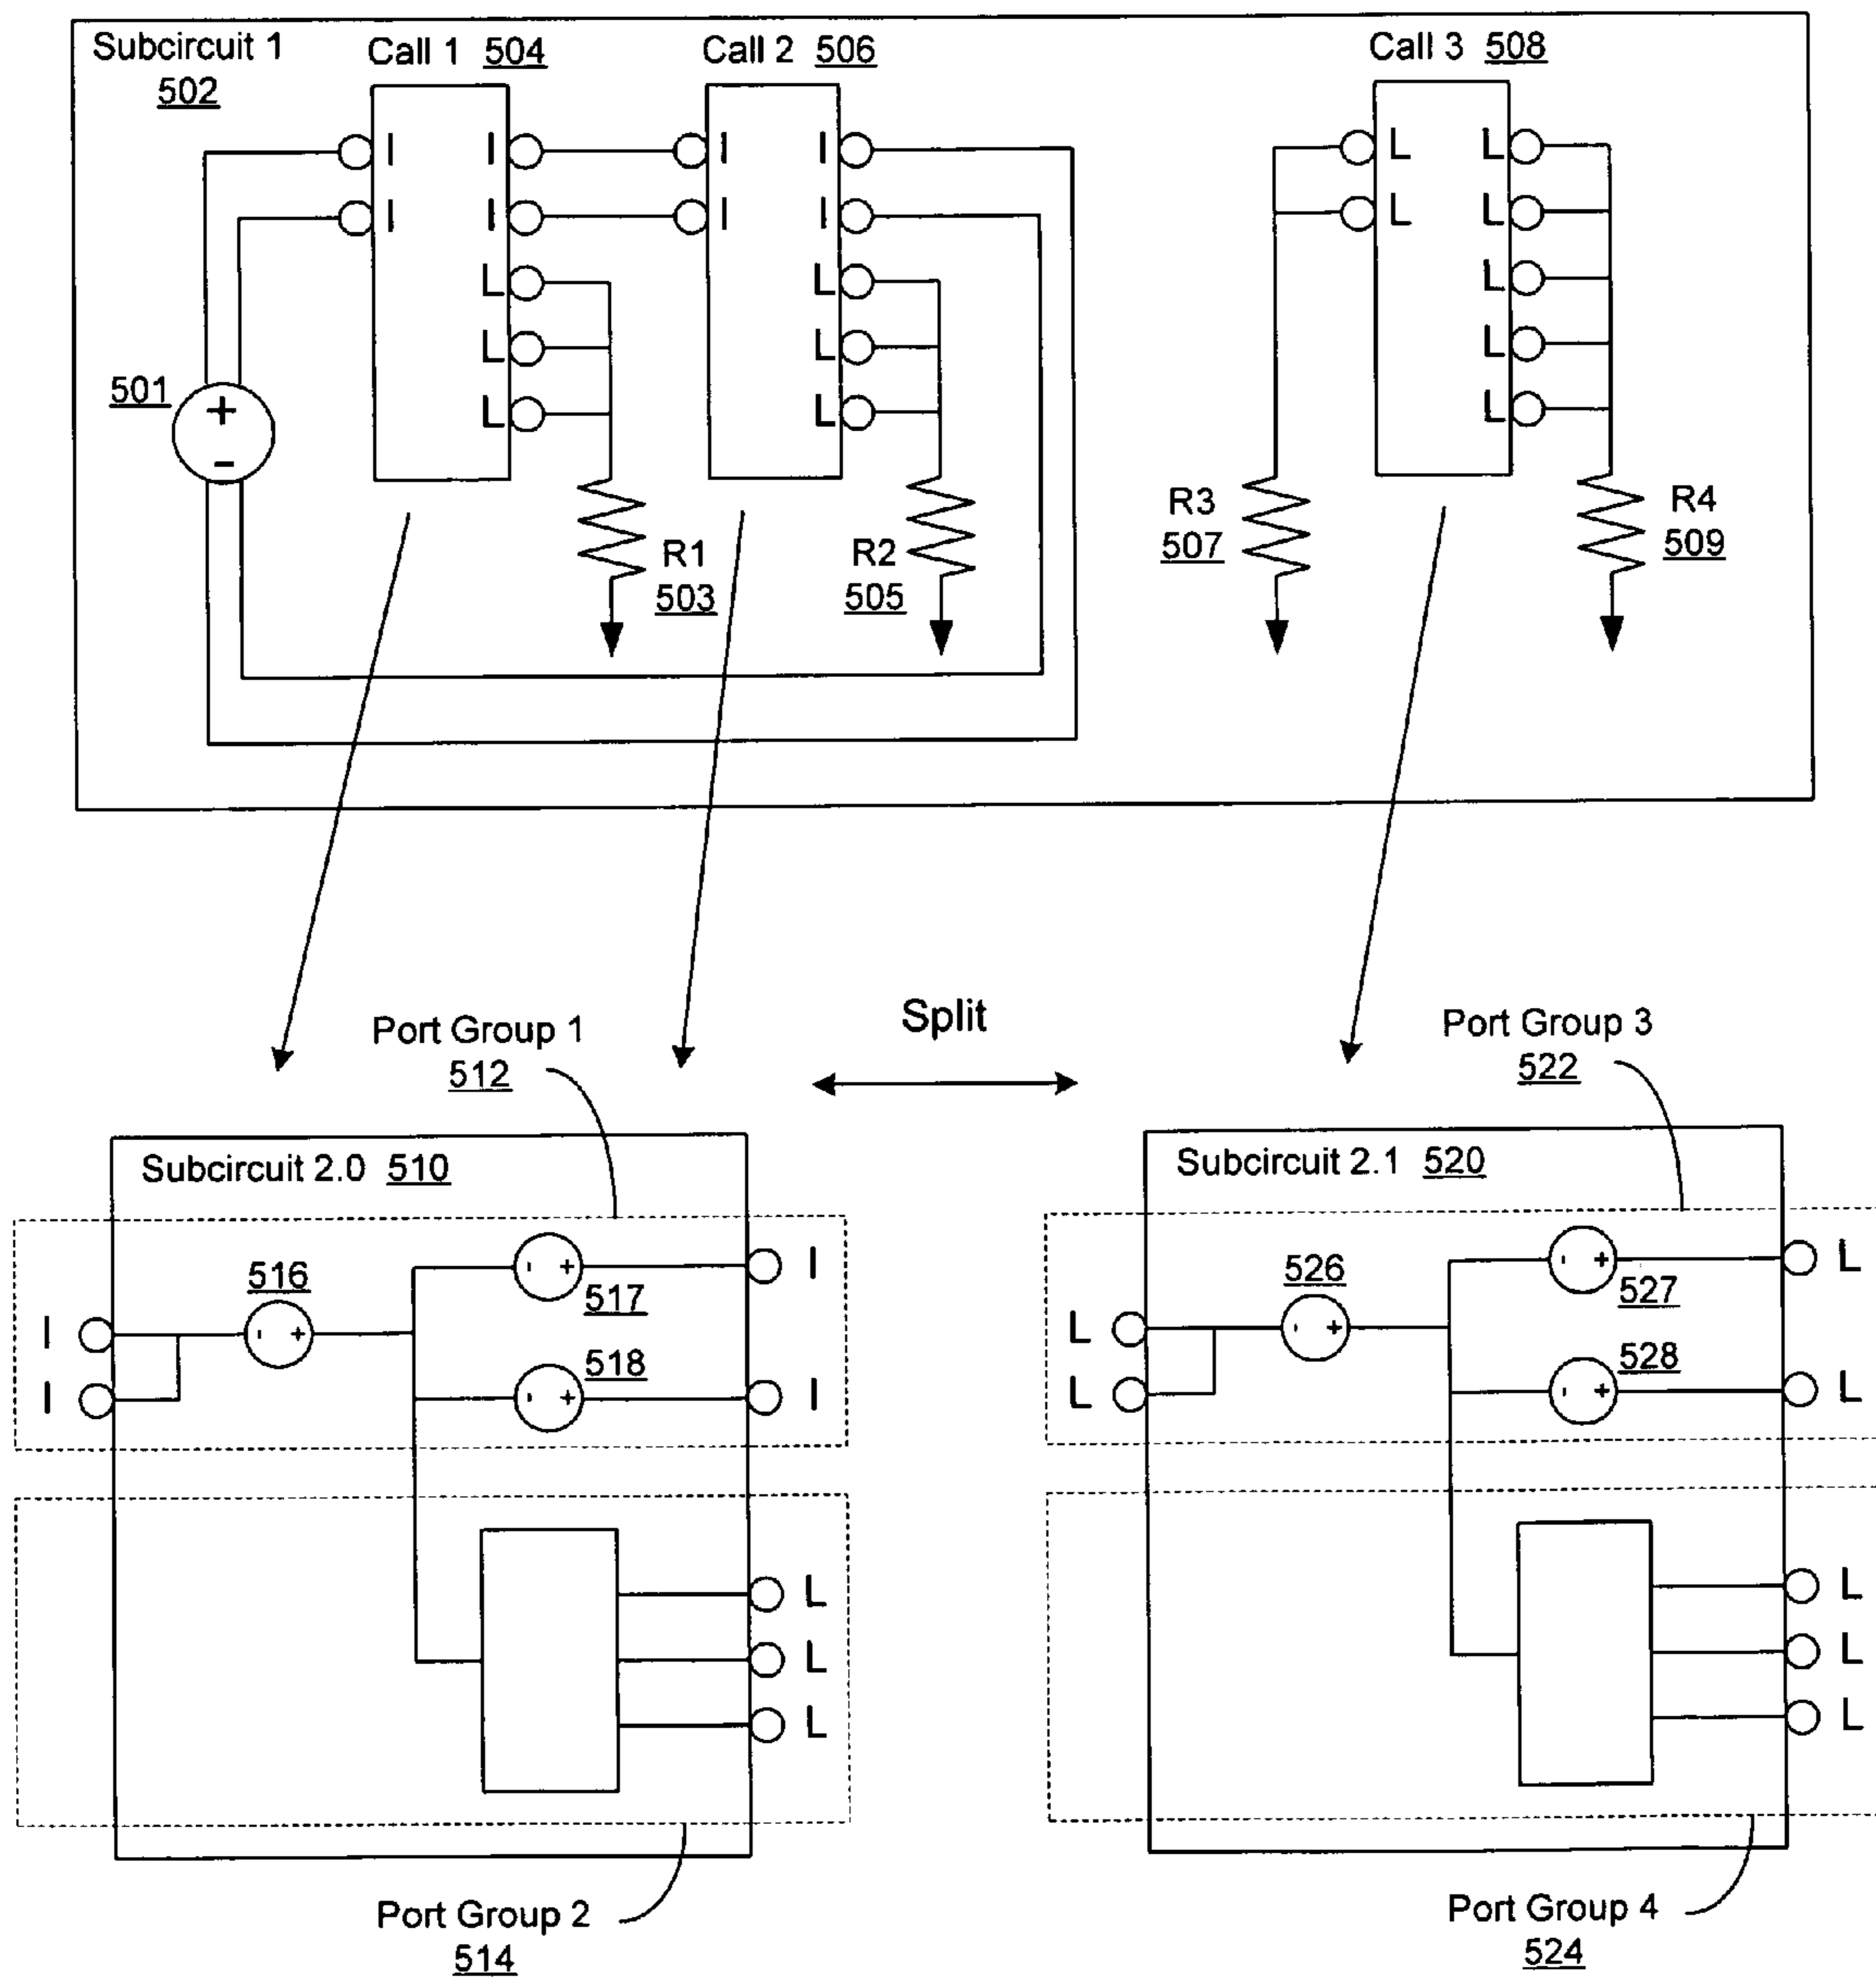 Subcircuit 1
502
Call 1 504
Call 2 506
Call 3 508
I I I I L L
I I I I L L
L L L
L L L
L L L
501
+
-
R1
503
R2
505
R3
507
R4
509
Split
Port Group 1
512
Port Group 3
522
Subcircuit 2.0 510
516
- +
- +
517
518
- +
I
I
I
I
L
L
L
Port Group 2
514
Subcircuit 2.1 520
526
- +
- +
527
528
- +
L
L
L
L
L
L
L
Port Group 4
524